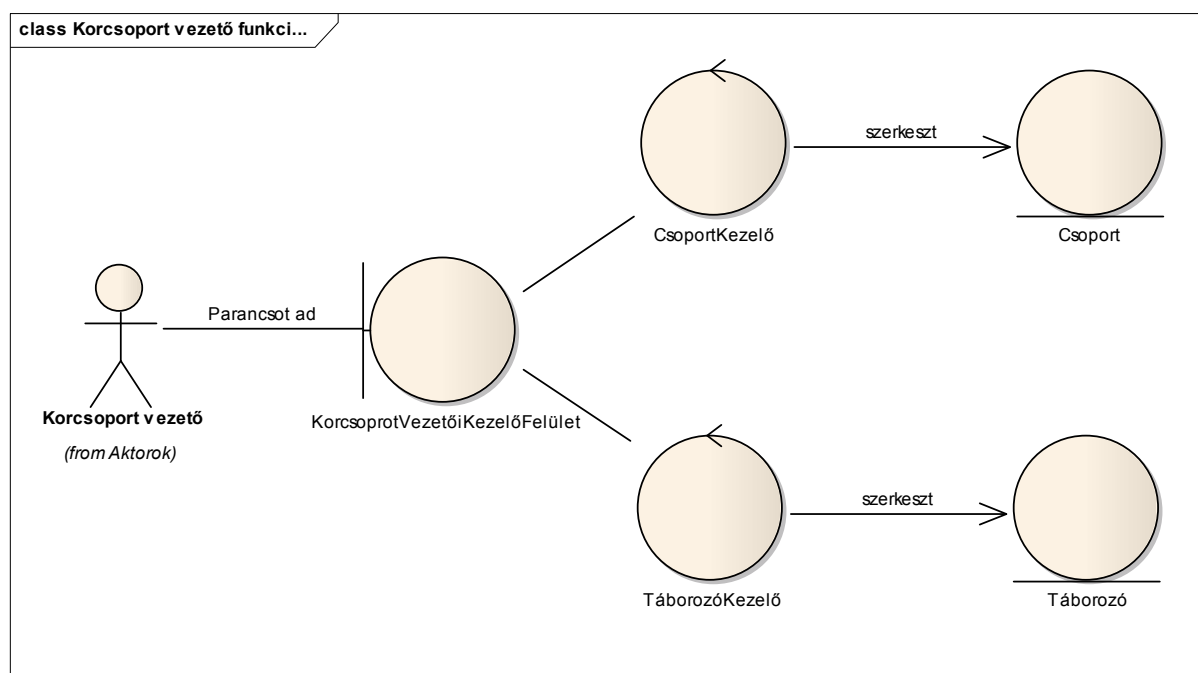 class Korcsoport vezető funkci...
szerkeszt
CsoportKezelő
Csoport
Parancsot ad
Korcsoport vezető
(from Aktorok)
KorcsoprotVezetőiKezelőFelület
szerkeszt
TáborozóKezelő
Táborozó